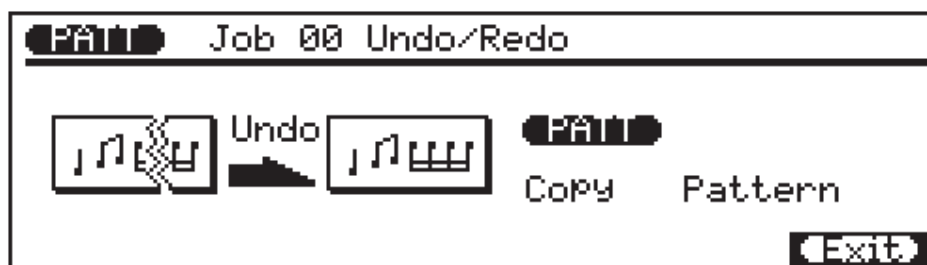 PATT Job 00 Undo/Redo
Undo PATT
Copy Pattern
Exit